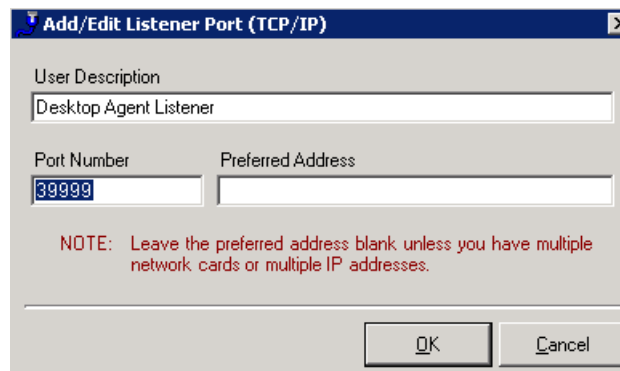 Add/Edit Listener Port (TCP/IP)
User Description
Desktop Agent Listener
Port Number
Preferred Address
39999
NOTE: Leave the preferred address blank unless you have multiple
network cards or multiple IP addresses.
OK
Cancel